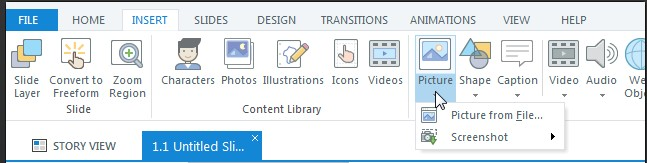 FILE HOME INSERT SLIDES DESIGN TRANSITIONS ANIMATIONS VIEW HELP
Slide Layer
Convert to Freeform
Zoom Region
Characters
Photos
Illustrations
Icons
Videos
Picture
Shape
Caption
Video
Audio
Slide
Content Library
Picture from File...
Screenshot
STORY VIEW
1.1 Untitled Sli...